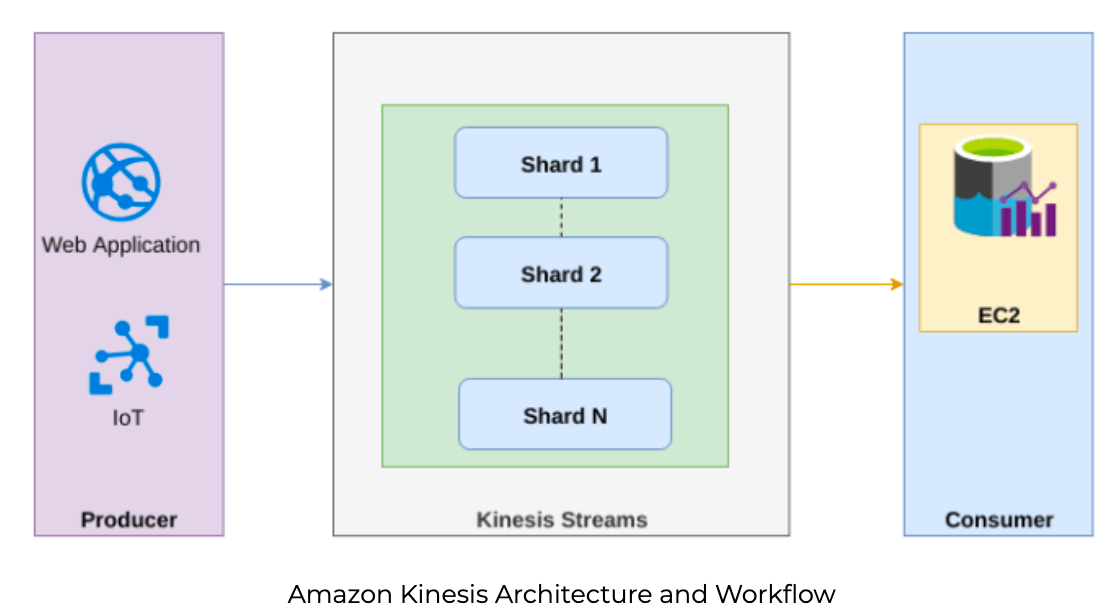 Web Application
IoT
Producer
Shard 1
Shard 2
Shard N
Kinesis Streams
EC2
Consumer
Amazon Kinesis Architecture and Workflow